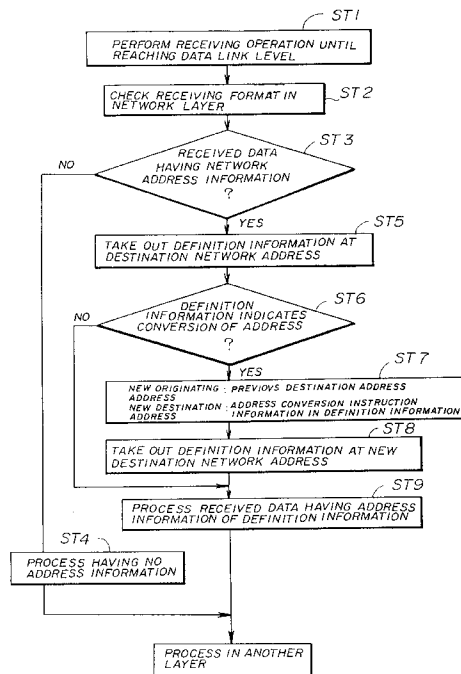 ST1
PERFORM RECEIVING OPERATION UNTIL
REACHING DATA LINK LEVEL
ST2
CHECK RECEIVING FORMAT IN
NETWORK LAYER
ST3
NO
RECEIVED DATA
HAVING NETWORK
ADDRESS INFORMATION
?
YES
ST5
TAKE OUT DEFINITION INFORMATION AT
DESTINATION NETWORK ADDRESS
ST6
NO
DEFINITION
INFORMATION INDICATES
CONVERSION OF ADDRESS
?
YES
ST7
NEW ORIGINATING : PREVIOVS DESTINATION ADDRESS
ADDRESS
NEW DESTINATION : ADDRESS CONVERSION INSTRUCTION
ADDRESS INFORMATION IN DEFINITION INFORMATION
ST8
TAKE OUT DEFINITION INFORMATION AT NEW
DESTINATION NETWORK ADDRESS
ST9
PROCESS RECEIVED DATA HAVING ADDRESS
INFORMATION OF DEFINITION INFORMATION
ST4
PROCESS HAVING NO
ADDRESS INFORMATION
PROCESS IN ANOTHER
LAYER